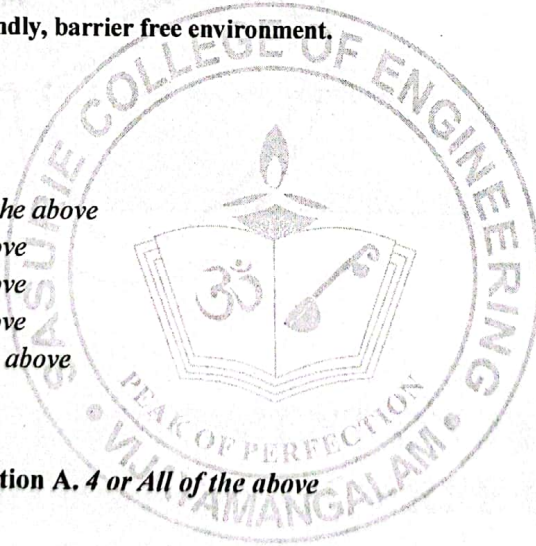 ndly, barrier free environment.
SASURIE COLLEGE OF ENGINEERING
he above
ve
ve
ॐ
ve
above
PEAK OF PERFECTION
tion A. 4 or All of the above
VIJAYAMANGALAM